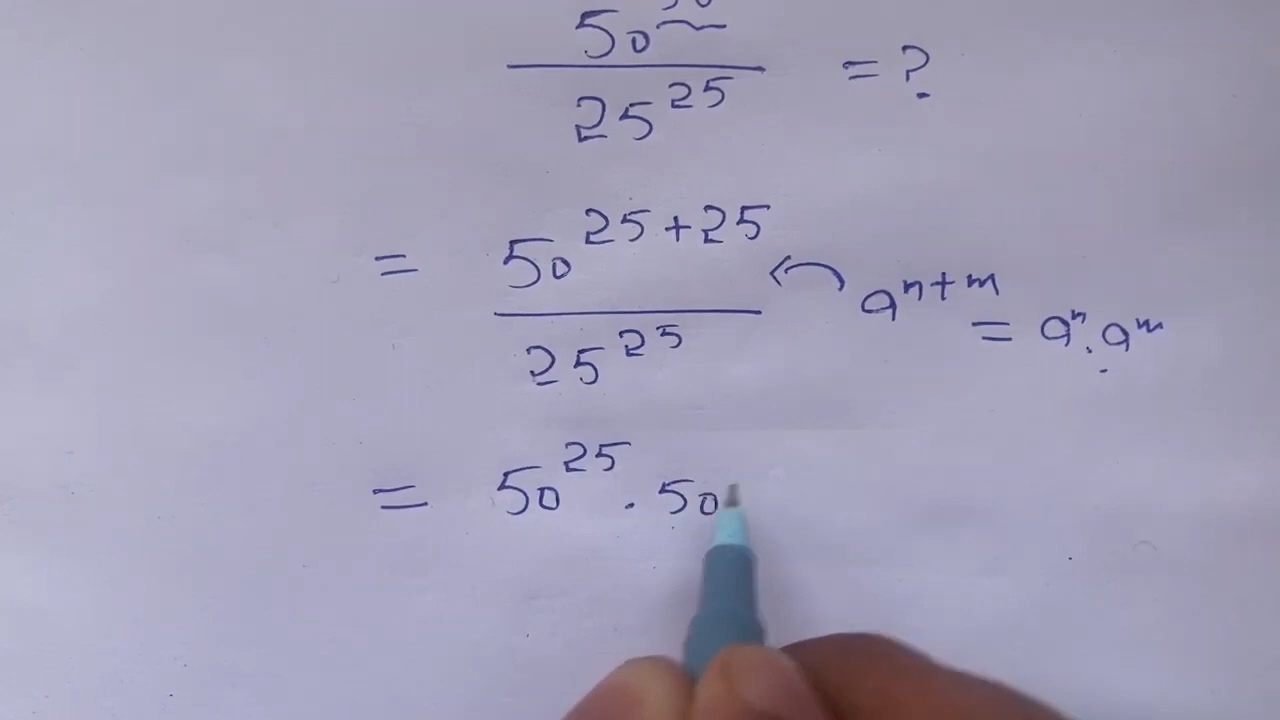 50
25^25 = ?
= 50^25+25
25^25
a^n+m
= a^n . a^m
= 50^25 . 50